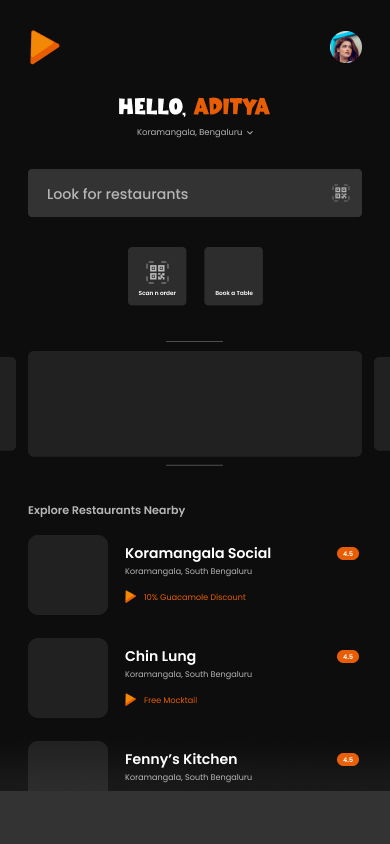 HELLO, ADITYA
Koramangala, Bengaluru
Look for restaurants
Scan n order
Book a Table
Explore Restaurants Nearby
Koramangala Social
4.5
Koramangala, South Bengaluru
10% Guacamole Discount
Chin Lung
4.5
Koramangala, South Bengaluru
Free Mocktail
Fenny’s Kitchen
4.5
Koramangala, South Bengaluru